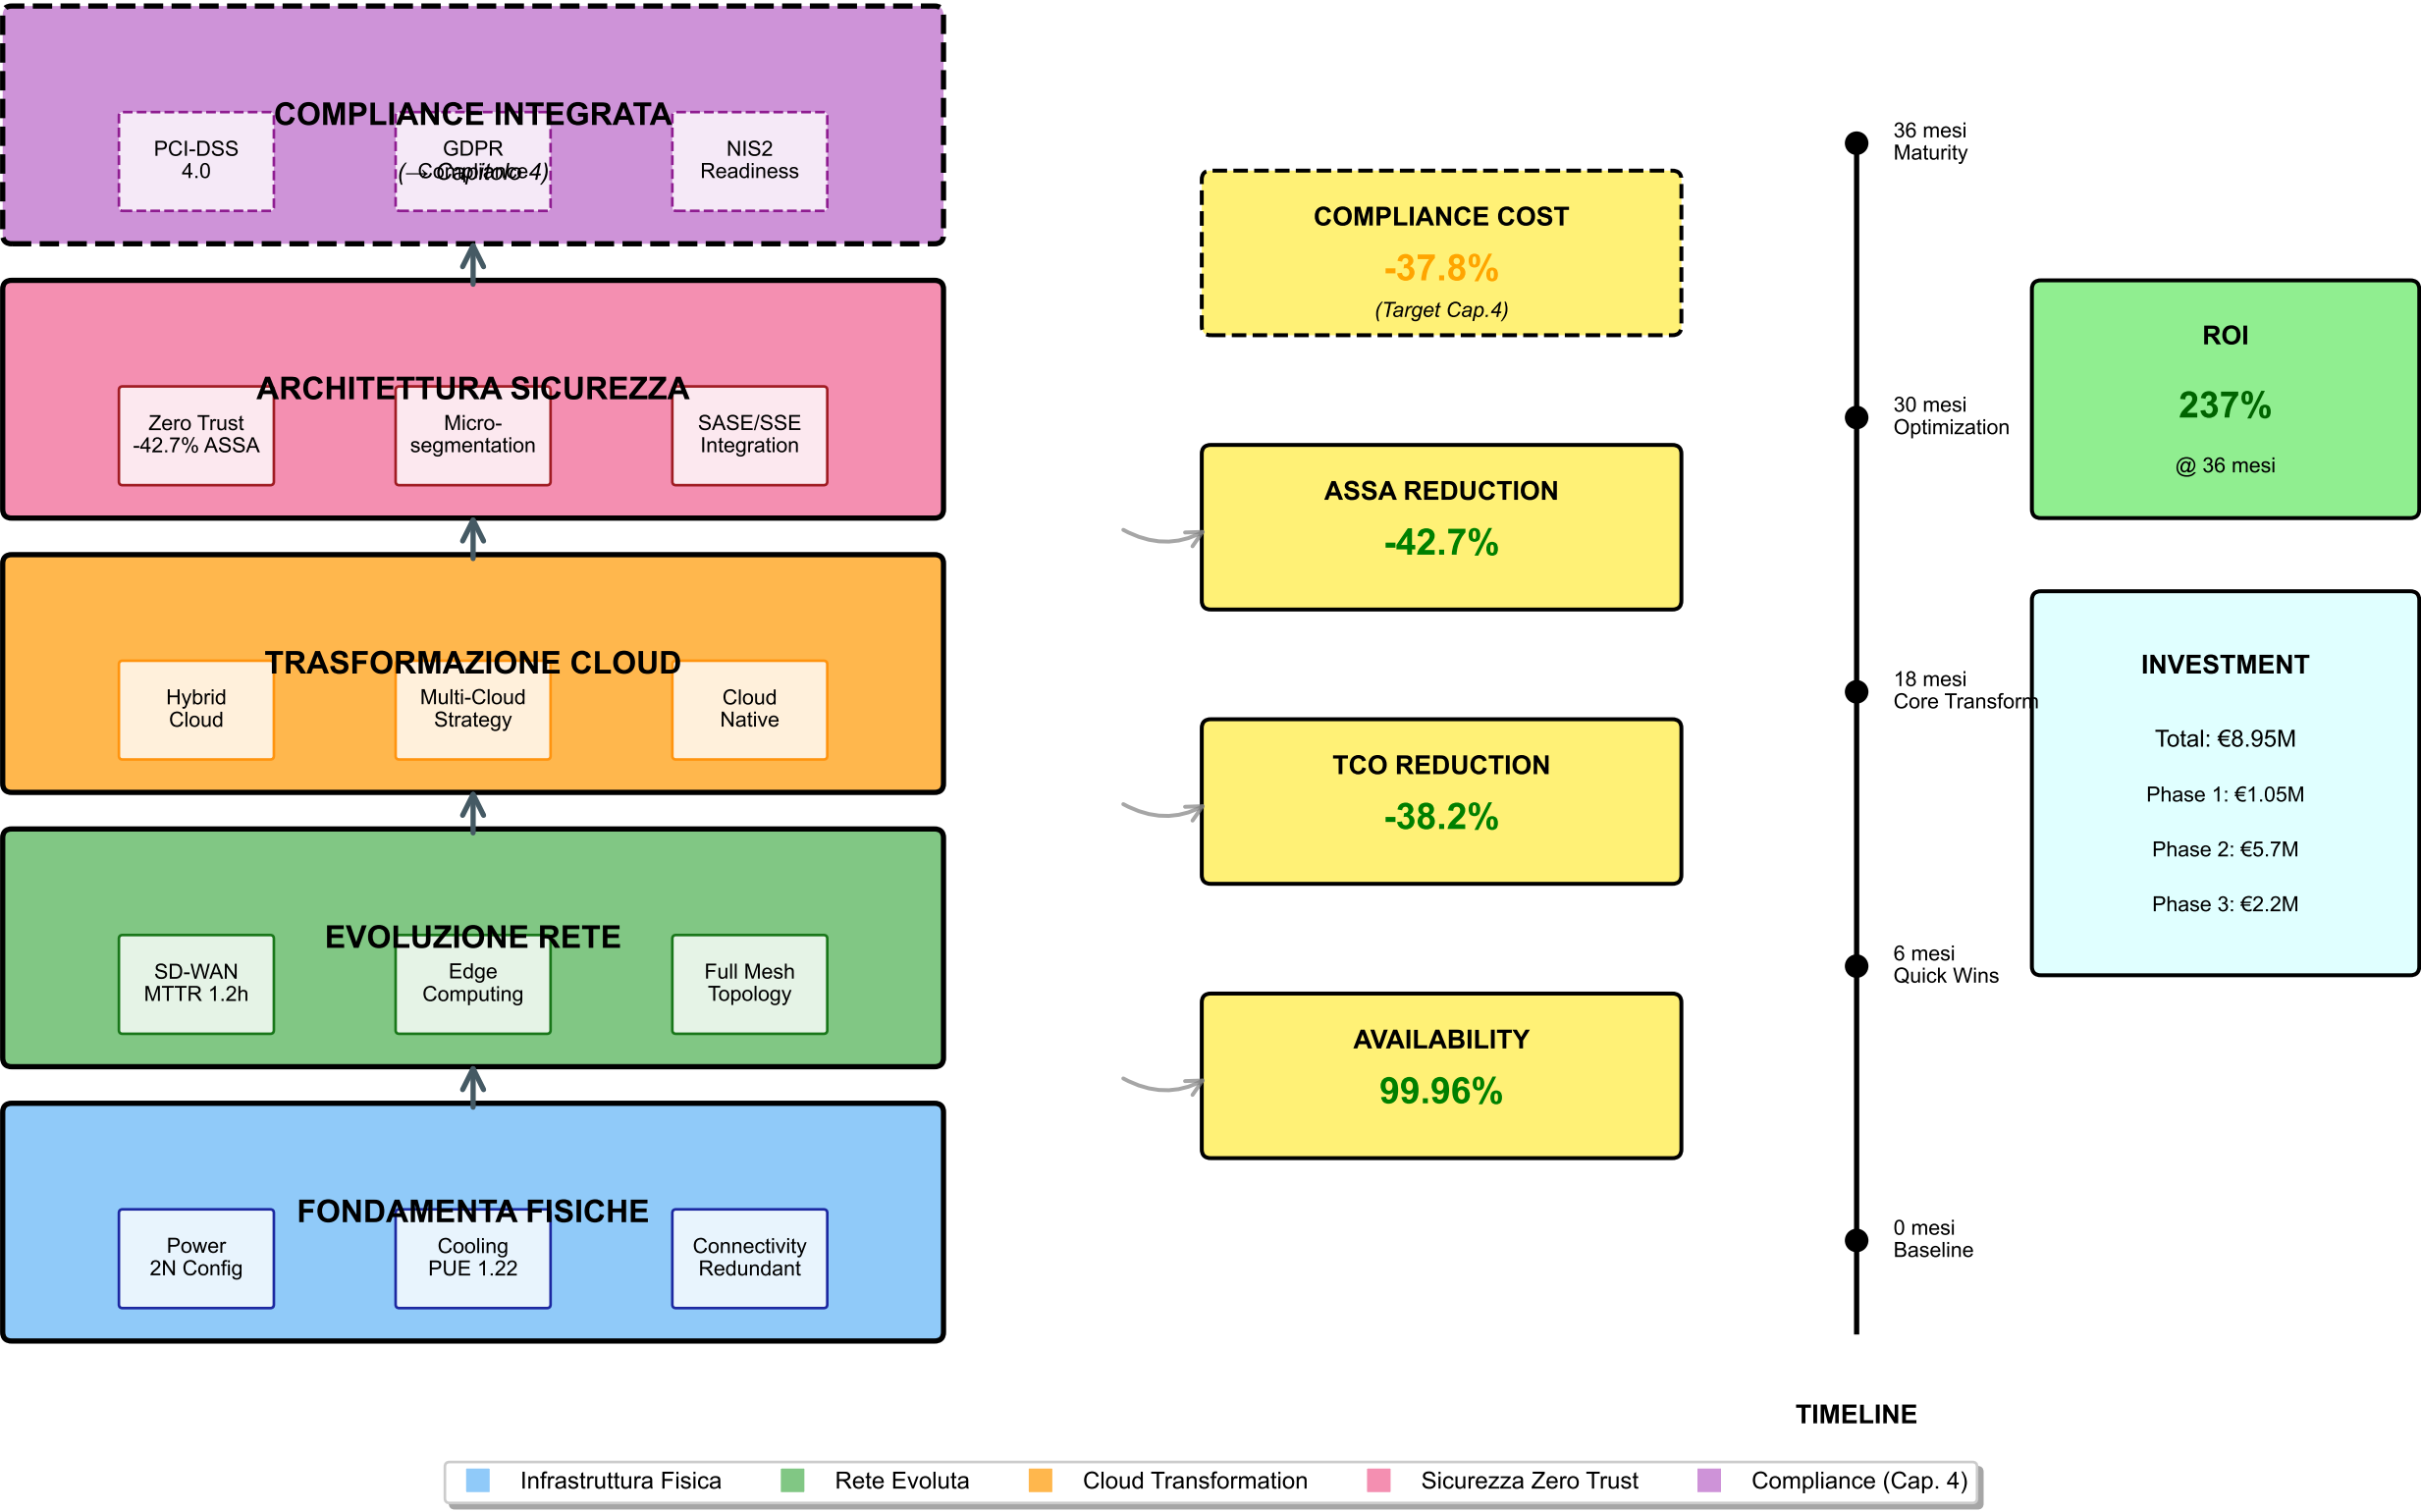 COMPLIANCE INTEGRATA
(→ Capitolo 4)
PCI-DSS
4.0
GDPR
Compliance
NIS2
Readiness
ARCHITETTURA SICUREZZA
Zero Trust
-42.7% ASSA
Micro-
segmentation
SASE/SSE
Integration
TRASFORMAZIONE CLOUD
Hybrid
Cloud
Multi-Cloud
Strategy
Cloud
Native
EVOLUZIONE RETE
SD-WAN
MTTR 1.2h
Edge
Computing
Full Mesh
Topology
FONDAMENTA FISICHE
Power
2N Config
Cooling
PUE 1.22
Connectivity
Redundant
COMPLIANCE COST
-37.8%
(Target Cap.4)
ASSA REDUCTION
-42.7%
TCO REDUCTION
-38.2%
AVAILABILITY
99.96%
36 mesi
Maturity
30 mesi
Optimization
18 mesi
Core Transform
6 mesi
Quick Wins
0 mesi
Baseline
TIMELINE
ROI
237%
@ 36 mesi
INVESTMENT
Total: €8.95M
Phase 1: €1.05M
Phase 2: €5.7M
Phase 3: €2.2M
Infrastruttura Fisica
Rete Evoluta
Cloud Transformation
Sicurezza Zero Trust
Compliance (Cap. 4)